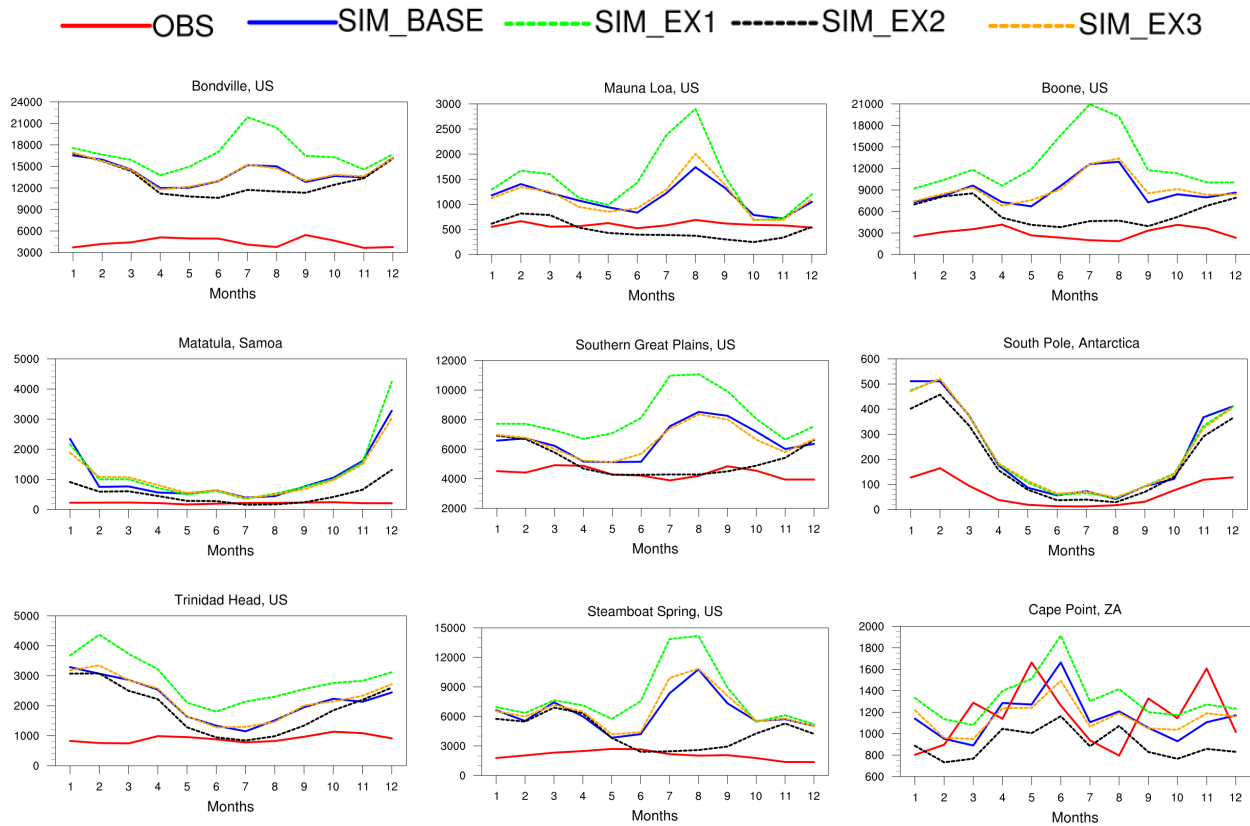 OBS SIM_BASE SIM_EX1 SIM_EX2 SIM_EX3
Bondville, US
24000
21000
18000
15000
12000
9000
6000
3000
1 2 3 4 5 6 7 8 9 10 11 12
Months
Mauna Loa, US
3000
2500
2000
1500
1000
500
0
1 2 3 4 5 6 7 8 9 10 11 12
Months
Boone, US
21000
18000
15000
12000
9000
6000
3000
0
1 2 3 4 5 6 7 8 9 10 11 12
Months
Matatula, Samoa
5000
4000
3000
2000
1000
0
1 2 3 4 5 6 7 8 9 10 11 12
Months
Southern Great Plains, US
12000
10000
8000
6000
4000
2000
1 2 3 4 5 6 7 8 9 10 11 12
Months
South Pole, Antarctica
600
500
400
300
200
100
0
1 2 3 4 5 6 7 8 9 10 11 12
Months
Trinidad Head, US
5000
4000
3000
2000
1000
0
1 2 3 4 5 6 7 8 9 10 11 12
Months
Steamboat Spring, US
15000
12000
9000
6000
3000
0
1 2 3 4 5 6 7 8 9 10 11 12
Months
Cape Point, ZA
2000
1800
1600
1400
1200
1000
800
600
1 2 3 4 5 6 7 8 9 10 11 12
Months